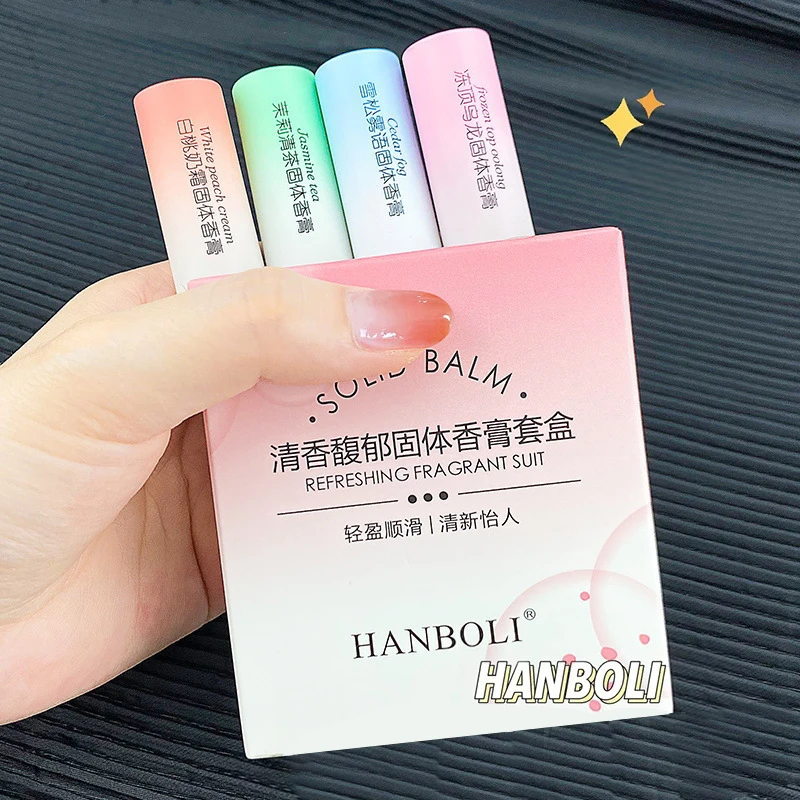 White peach cream
白桃奶霜固体香膏
Jasmine tea
茉莉清茶固体香膏
Cedar fog
雪松雾语固体香膏
frozen top oolong
冻顶乌龙固体香膏
SOLID BALM
清香馥郁固体香膏套盒
REFRESHING FRAGRANT SUIT
轻盈顺滑 | 清新怡人
HANBOLI®
HANBOLI